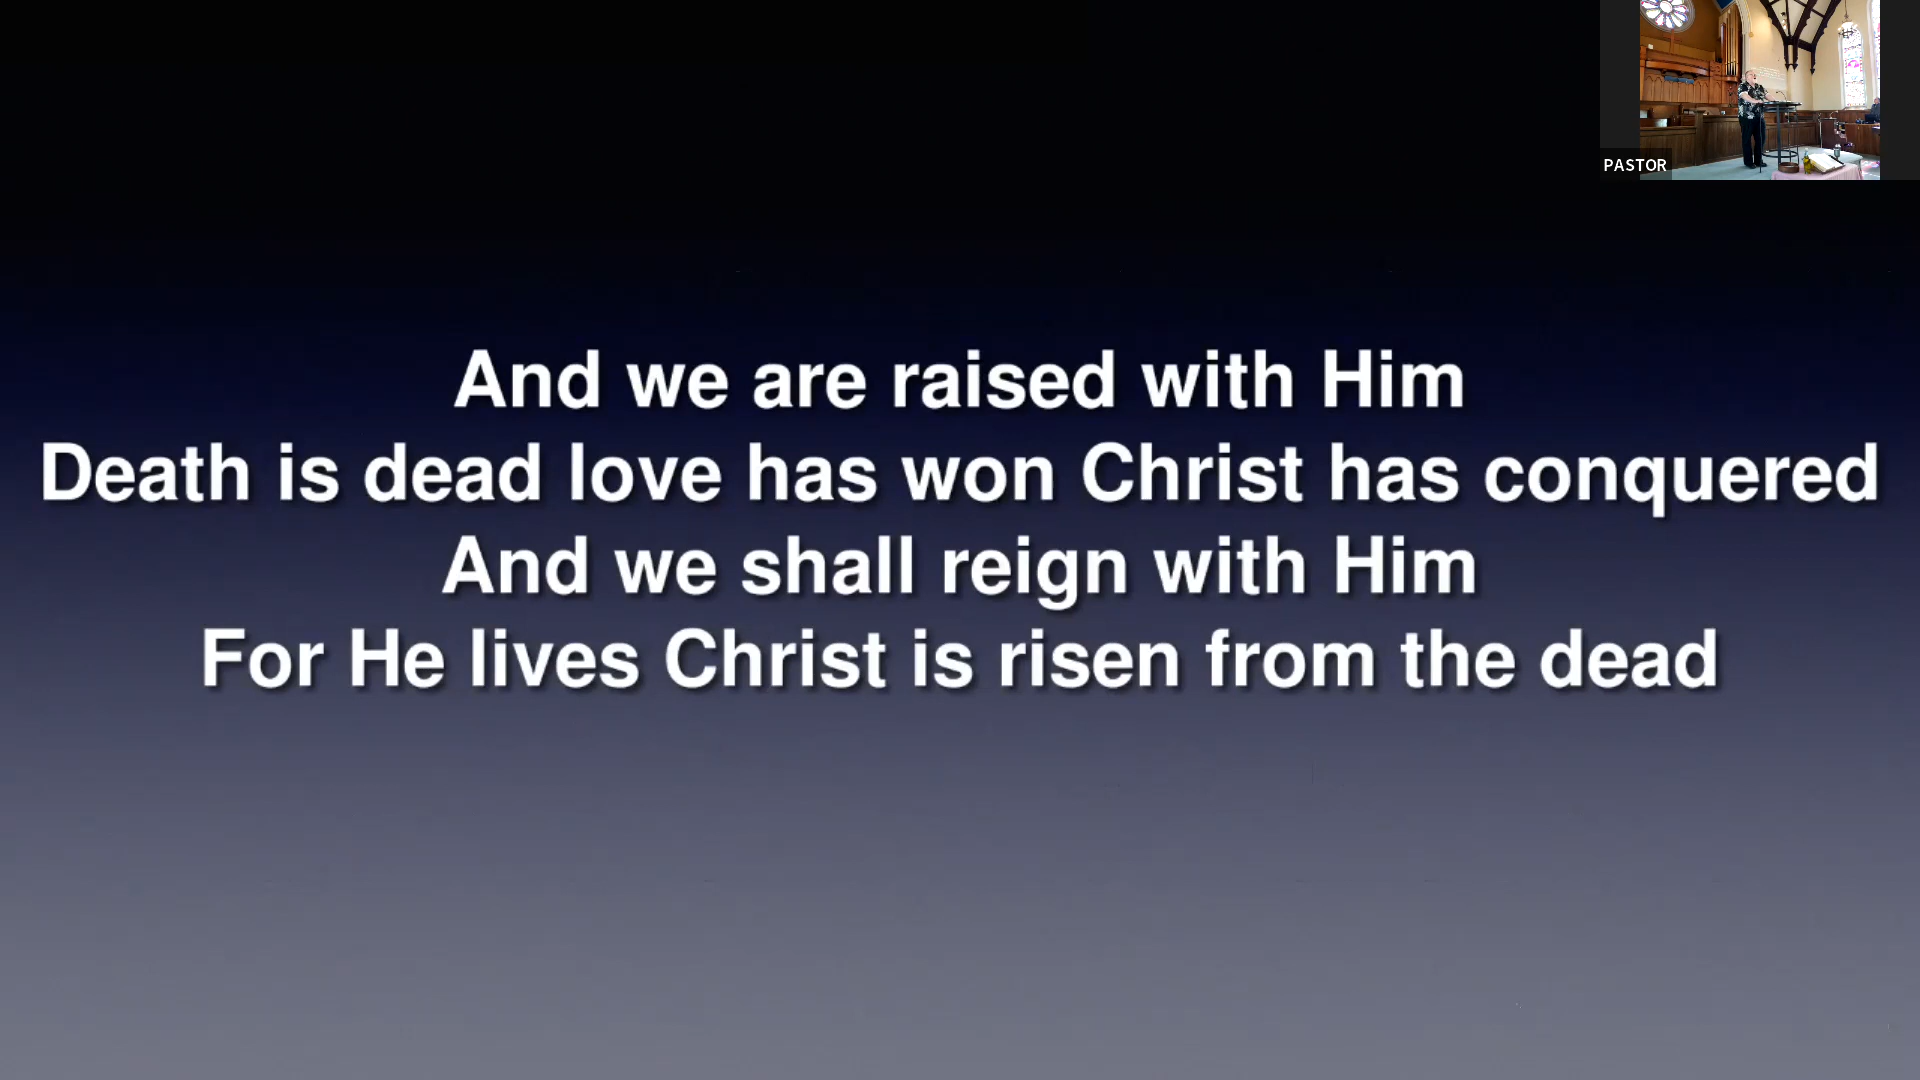 PASTOR
And we are raised with Him
Death is dead love has won Christ has conquered
And we shall reign with Him
For He lives Christ is risen from the dead